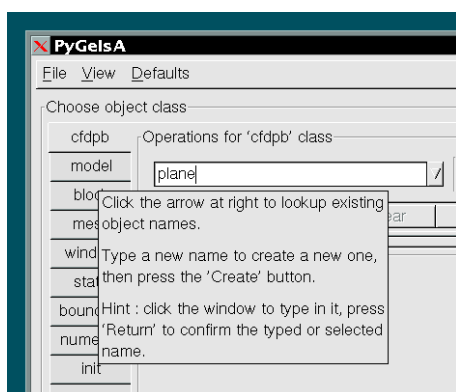 PyGelsA
File View Defaults
Choose object class
cfdpb
Operations for 'cfdpb' class
model
plane
Click the arrow at right to lookup existing
object names.
Type a new name to create a new one,
then press the 'Create' button.
Hint : click the window to type in it, press
'Return' to confirm the typed or selected
name.
init